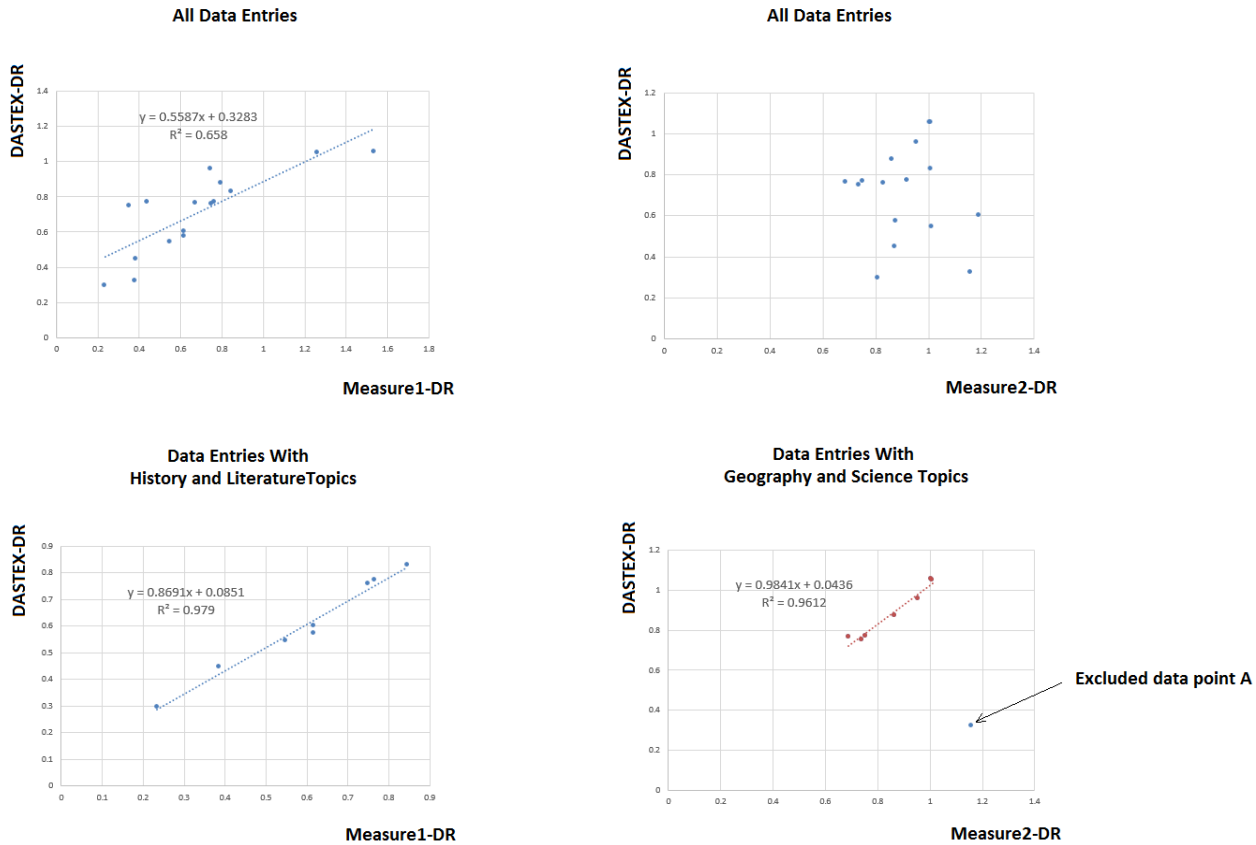 All Data Entries
DASTEX-DR
1.4
1.2
1
0.8
0.6
0.4
0.2
0
y = 0.5587x + 0.3283
R² = 0.658
0 0.2 0.4 0.6 0.8 1 1.2 1.4 1.6 1.8
Measure1-DR
All Data Entries
DASTEX-DR
1.2
1
0.8
0.6
0.4
0.2
0
0 0.2 0.4 0.6 0.8 1 1.2 1.4
Measure2-DR
Data Entries With
History and LiteratureTopics
DASTEX-DR
0.9
0.8
0.7
0.6
0.5
0.4
0.3
0.2
0.1
0
y = 0.8691x + 0.0851
R² = 0.979
0 0.1 0.2 0.3 0.4 0.5 0.6 0.7 0.8 0.9
Measure1-DR
Data Entries With
Geography and Science Topics
DASTEX-DR
1.2
1
0.8
0.6
0.4
0.2
0
y = 0.9841x + 0.0436
R² = 0.9612
Excluded data point A
0 0.2 0.4 0.6 0.8 1 1.2 1.4
Measure2-DR